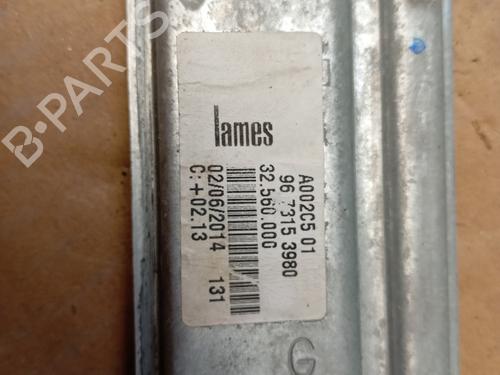 lames
A002C5 01
96 7315 3980
32.560.00G
02/06/2014 131
C:+02.13
G
B-PARTS